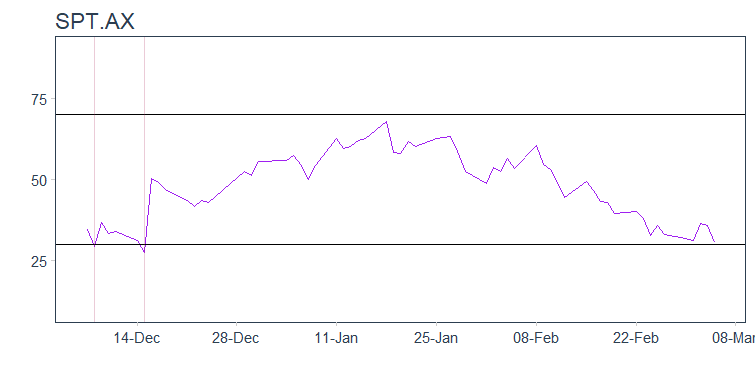 SPT.AX
75
50
25
14-Dec
28-Dec
11-Jan
25-Jan
08-Feb
22-Feb
08-Mar